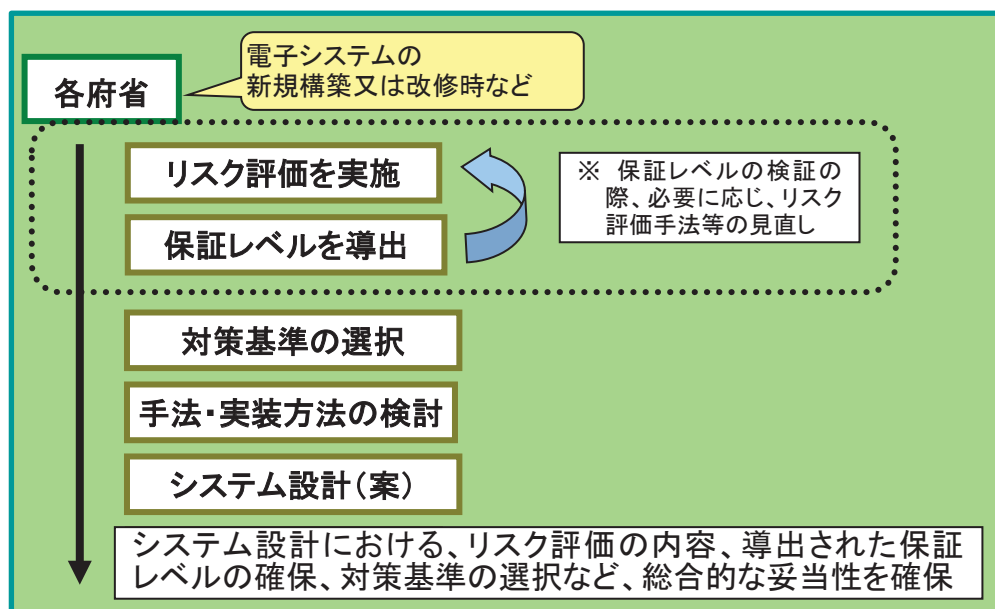 各府省
電子システムの
新規構築又は改修時など
リスク評価を実施
保証レベルを導出
※ 保証レベルの検証の
際、必要に応じ、リスク
評価手法等の見直し
対策基準の選択
手法・実装方法の検討
システム設計（案）
システム設計における、リスク評価の内容、導出された保証
レベルの確保、対策基準の選択など、総合的な妥当性を確保